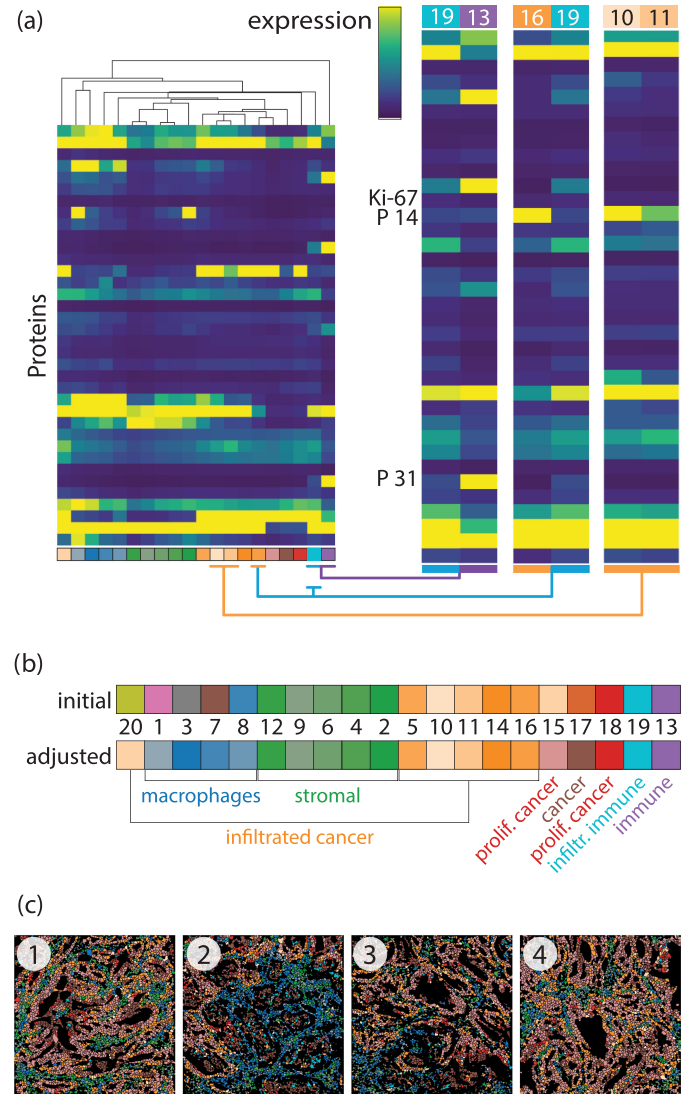 (a)
expression
19 13
16 19
10 11
Proteins
Ki-67
P 14
P 31
(b)
initial
20 1 3 7 8 12 9 6 4 2 5 10 11 14 16 15 17 18 19 13
adjusted
macrophages
stromal
infiltrated cancer
prolif. cancer
cancer
prolif. cancer
infiltr. immune
immune
(c)
1 2 3 4